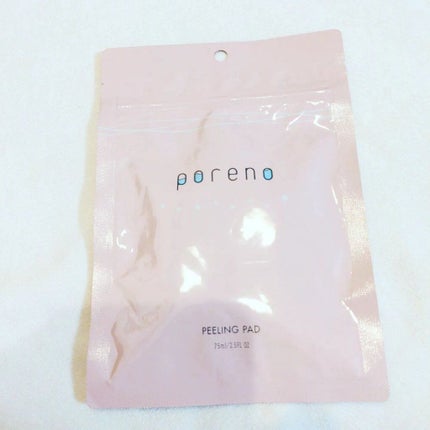 poreno
PEELING PAD
75ml/2.5FL OZ